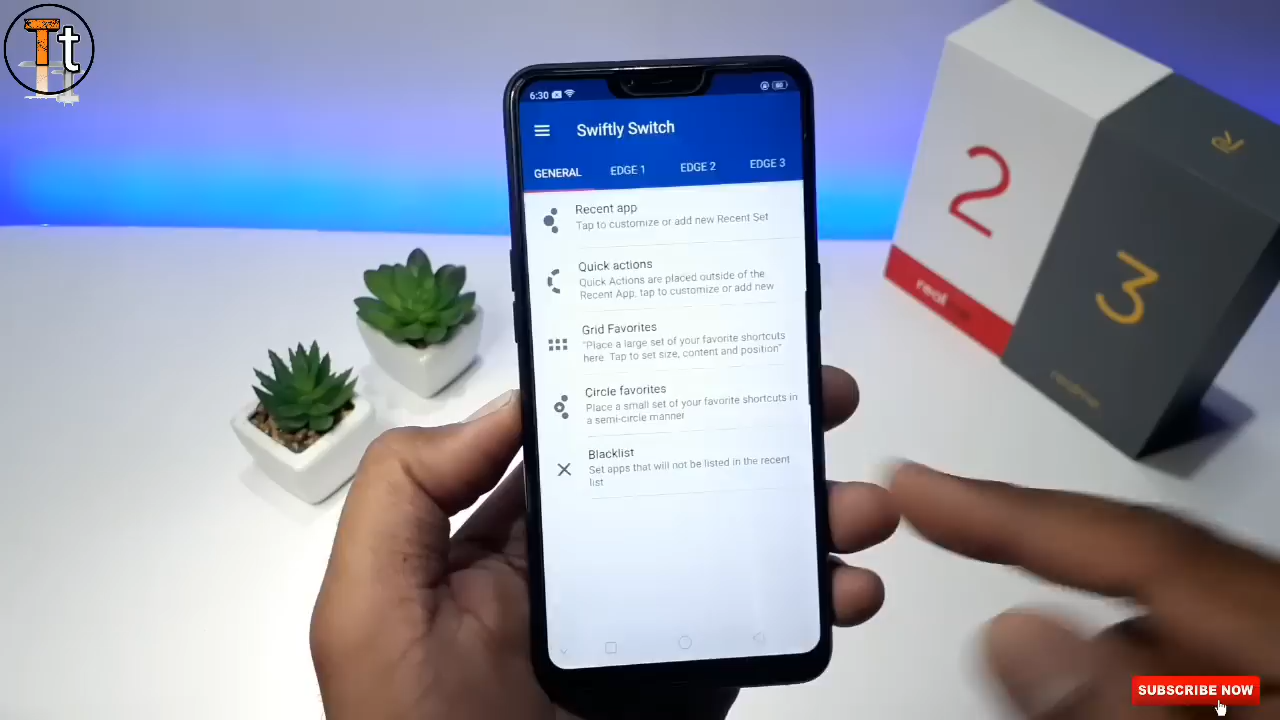 Tt
6:30
Swiftly Switch
GENERAL EDGE 1 EDGE 2 EDGE 3
Recent app
Tap to customize or add new Recent Set
Quick actions
Quick Actions are placed outside of the
Recent App, tap to customize or add new
Grid Favorites
"Place a large set of your favorite shortcuts
here. Tap to set size, content and position"
Circle favorites
Place a small set of your favorite shortcuts in
a semi-circle manner
Blacklist
Set apps that will not be listed in the recent
list
2
realme
R
3
realme
SUBSCRIBE NOW